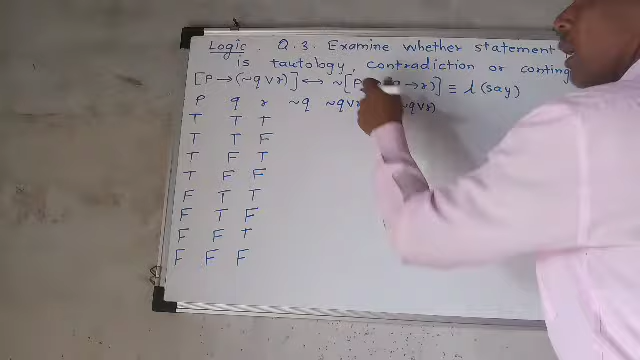 Logic. Q.3. Examine whether statement
is tautology, contradiction or conting
[P→(~q∨r)]↔ ~[P →r)] ≡ λ (say)
P q r ~q ~q∨r ~q∨r)
T T T
T T F
T F T
T F F
F T T
F T F
F F T
F F F